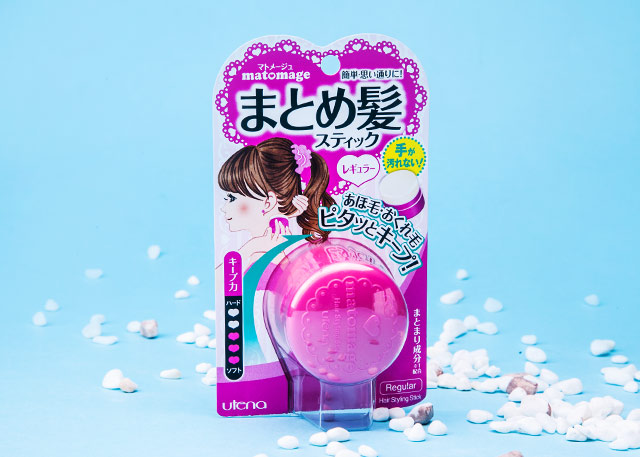 マトメージュ
matomage
簡単・思い通りに!
まとめ髪
スティック
レギュラー
手が
汚れない!
あほ毛・おくれ毛
ピタッとキープ!
キープ力
ハード
ソフト
まとまり成分
配合
Regular
Hair Styling Stick
utena